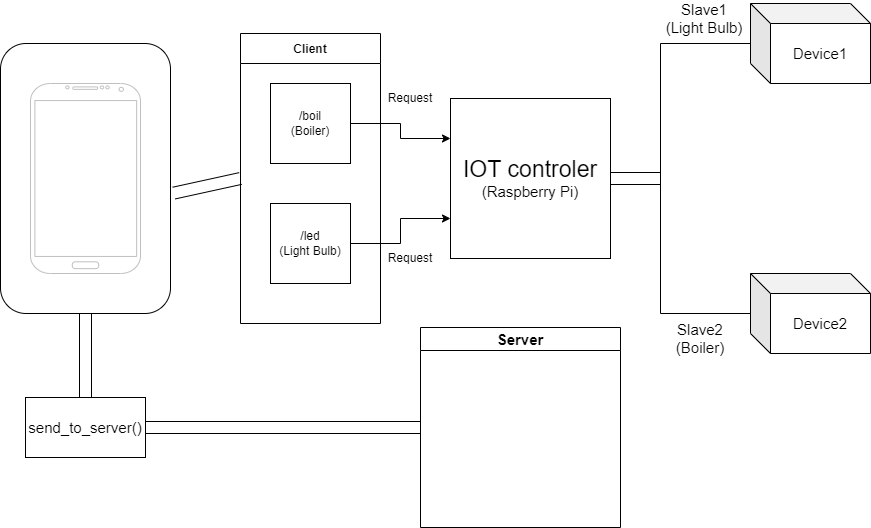 Slave1
(Light Bulb)
Device1
Client
/boil
(Boiler)
Request
IOT controler
(Raspberry Pi)
/led
(Light Bulb)
Request
Slave2
(Boiler)
Device2
Server
send_to_server()